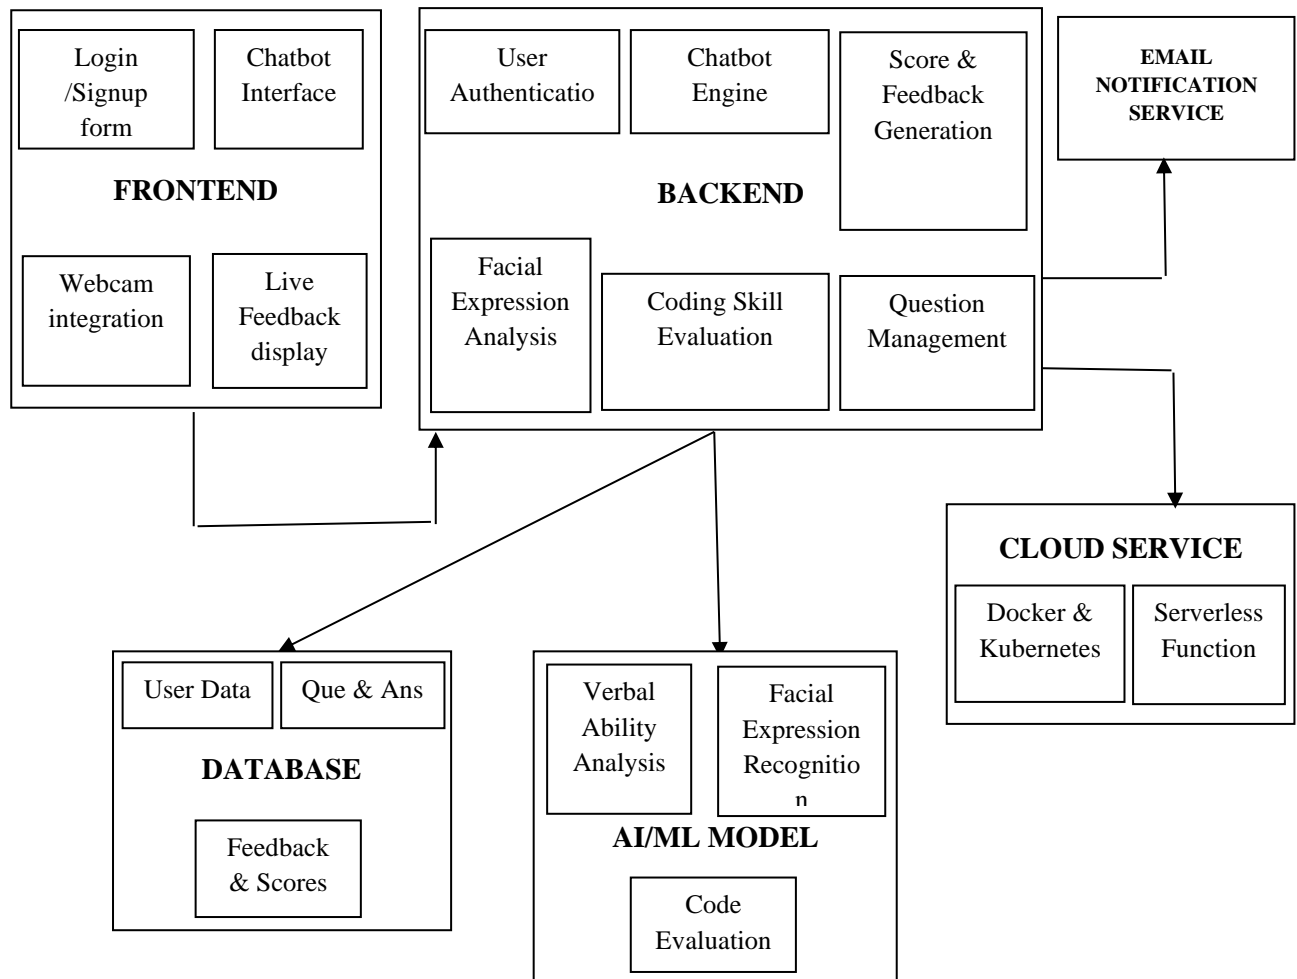 Login
/Signup
form
Chatbot
Interface
FRONTEND
Webcam
integration
Live
Feedback
display
User
Authenticatio
Chatbot
Engine
Score &
Feedback
Generation
BACKEND
Facial
Expression
Analysis
Coding Skill
Evaluation
Question
Management
EMAIL
NOTIFICATION
SERVICE
CLOUD SERVICE
Docker &
Kubernetes
Serverless
Function
User Data
Que & Ans
DATABASE
Feedback
& Scores
Verbal
Ability
Analysis
Facial
Expression
Recognitio
n
AI/ML MODEL
Code
Evaluation